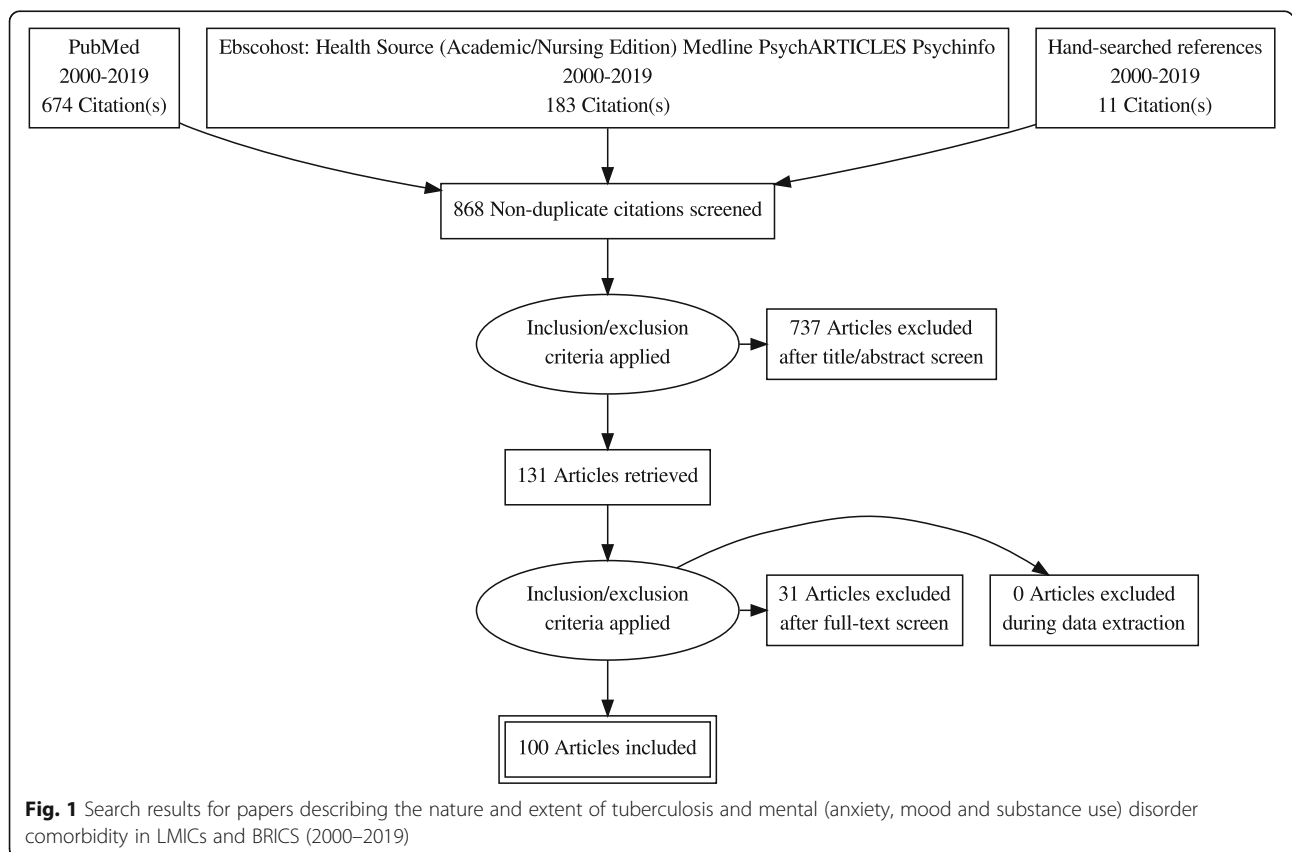 PubMed
2000-2019
674 Citation(s)
Ebscohost: Health Source (Academic/Nursing Edition) Medline PsychARTICLES Psychinfo
2000-2019
183 Citation(s)
Hand-searched references
2000-2019
11 Citation(s)
868 Non-duplicate citations screened
Inclusion/exclusion
criteria applied
737 Articles excluded
after title/abstract screen
131 Articles retrieved
Inclusion/exclusion
criteria applied
31 Articles excluded
after full-text screen
0 Articles excluded
during data extraction
100 Articles included
Fig. 1 Search results for papers describing the nature and extent of tuberculosis and mental (anxiety, mood and substance use) disorder
comorbidity in LMICs and BRICS (2000–2019)